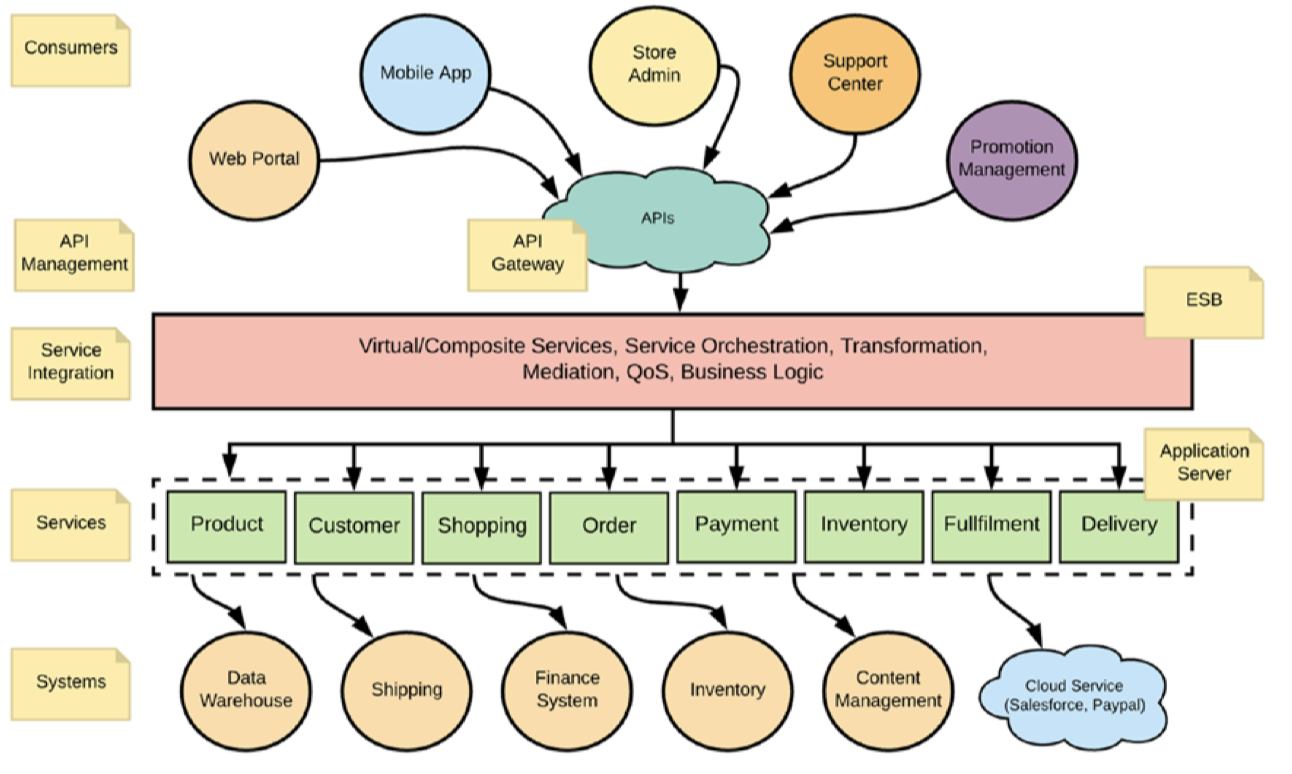 Consumers
Mobile App
Store
Admin
Support
Center
Web Portal
Promotion
Management
APIs
API
Management
API
Gateway
ESB
Service
Integration
Virtual/Composite Services, Service Orchestration, Transformation,
Mediation, QoS, Business Logic
Application
Server
Services
Product
Customer
Shopping
Order
Payment
Inventory
Fullfilment
Delivery
Systems
Data
Warehouse
Shipping
Finance
System
Inventory
Content
Management
Cloud Service
(Salesforce, Paypal)